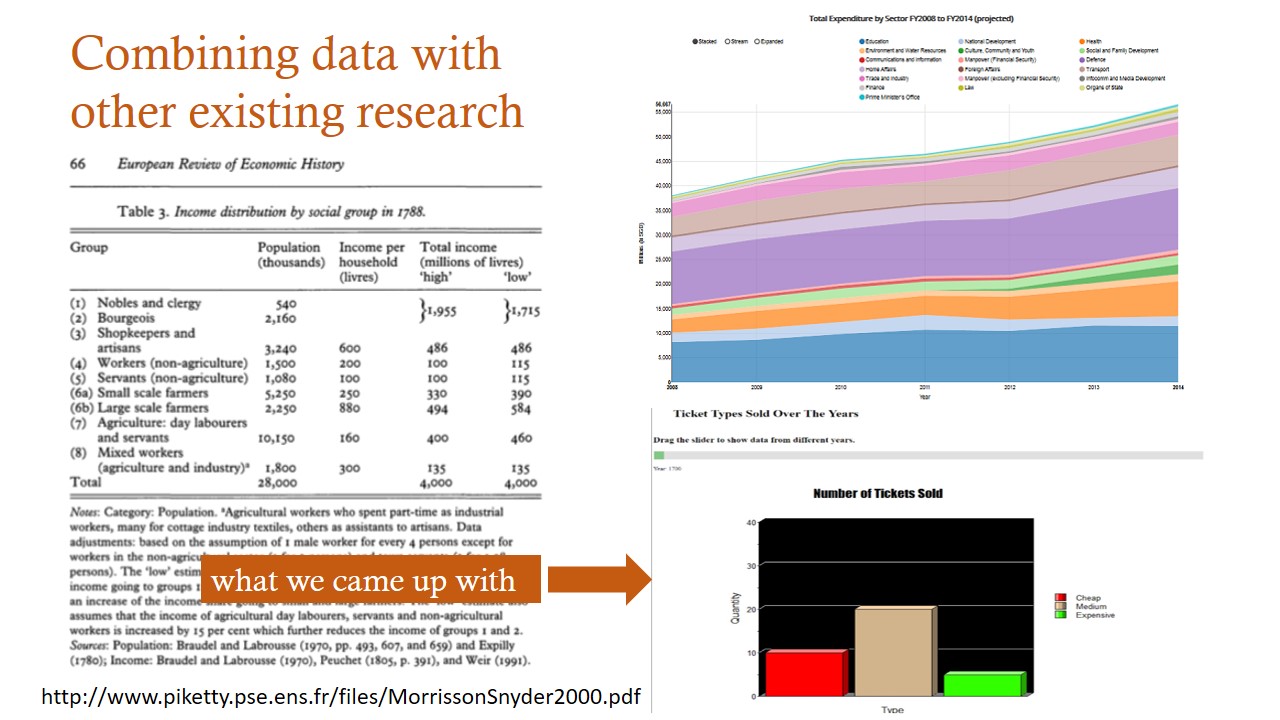 Combining data with
other existing research
66 European Review of Economic History
Table 3. Income distribution by social group in 1788.
Group Population Income per Total income
(thousands) household (millions of livres)
(livres) 'high' 'low'
(1) Nobles and clergy 540
(2) Bourgeois 2,160 }1,955 }1,715
(3) Shopkeepers and
artisans 3,240 600 486 486
(4) Workers (non-agriculture) 1,500 200 100 115
(5) Servants (non-agriculture) 1,080 100 100 115
(6a) Small scale farmers 5,250 250 330 390
(6b) Large scale farmers 2,250 880 494 584
(7) Agriculture: day labourers
and servants 10,150 160 400 460
(8) Mixed workers
(agriculture and industry)ª 1,800 300 135 135
Total 28,000 4,000 4,000
Notes: Category: Population. ªAgricultural workers who spent part-time as industrial
workers, many for cottage industry textiles, others as assistants to artisans. Data
adjustments: based on the assumption of 1 male worker for every 4 persons except for
workers in the
persons). The 'low'
income going to groups
an increase of the income
assumes that the income of agricultural day labourers, servants and non-agricultural
workers is increased by 15 per cent which further reduces the income of groups 1 and 2.
Sources: Population: Braudel and Labrousse (1970, pp. 493, 607, and 659) and Expilly
(1780); Income: Braudel and Labrousse (1970), Peuchet (1805, p. 391), and Weir (1991).
what we came up with
http://www.piketty.pse.ens.fr/files/MorrissonSnyder2000.pdf
Total Expenditure by Sector FY2008 to FY2014 (projected)
Stacked Stream Expanded
Education National Development Health
Environment and Water Resources Culture, Community and Youth Social and Family Development
Communications and Information Manpower (Financial Security) Defence
Home Affairs Foreign Affairs Transport
Trade and Industry Manpower (excluding Financial Security) Infocomm and Media Development
Finance Law Organs of State
Prime Minister's Office
55,000
50,000
45,000
40,000
35,000
30,000
25,000
20,000
15,000
10,000
5,000
0
2008 2009 2010 2011 2012 2013 2014
Year
Ticket Types Sold Over The Years
Drag the slider to show data from different years.
Year: 1700
Number of Tickets Sold
40
30
20
10
0
Quantity
Cheap
Medium
Expensive
Type